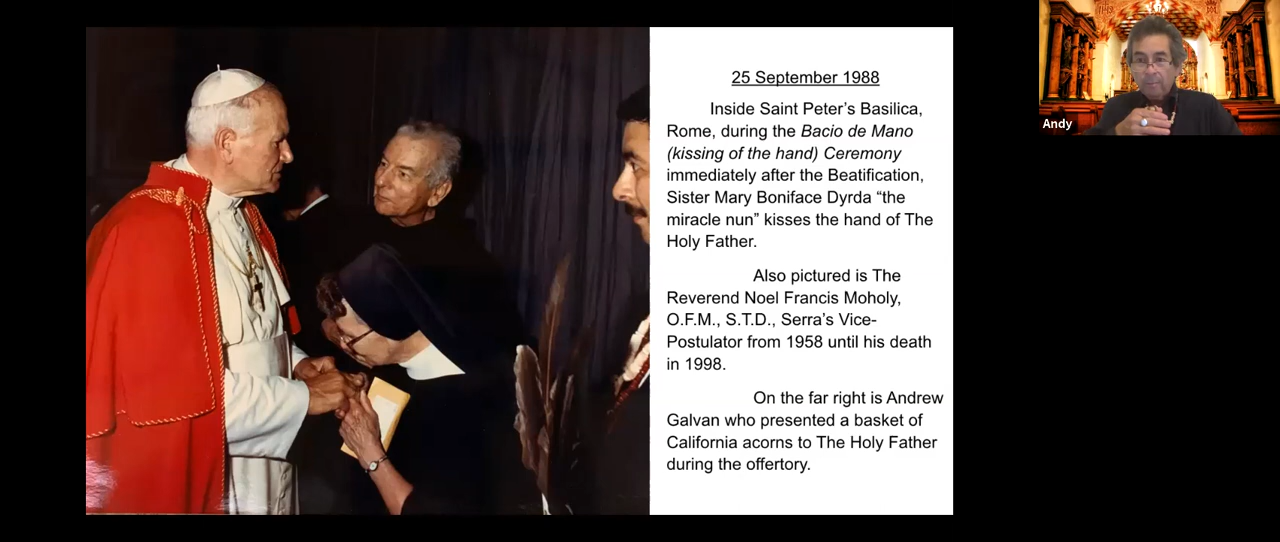 25 September 1988
Inside Saint Peter's Basilica,
Rome, during the Bacio de Mano
(kissing of the hand) Ceremony
immediately after the Beatification,
Sister Mary Boniface Dyrda “the
miracle nun” kisses the hand of The
Holy Father.
Also pictured is The
Reverend Noel Francis Moholy,
O.F.M., S.T.D., Serra's Vice-
Postulator from 1958 until his death
in 1998.
On the far right is Andrew
Galvan who presented a basket of
California acorns to The Holy Father
during the offertory.
Andy